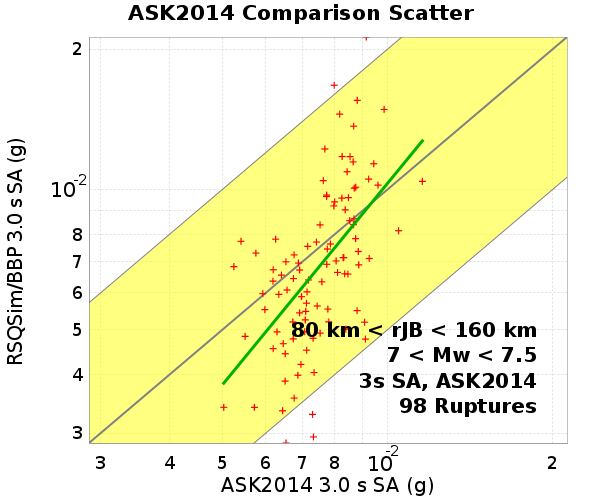 ASK2014 Comparison Scatter
RSQSim/BBP 3.0 s SA (g)
2
10-2
8
7
6
5
4
3
80 km < rJB < 160 km
7 < Mw < 7.5
3s SA, ASK2014
98 Ruptures
3 4 5 6 7 8 10-2 2
ASK2014 3.0 s SA (g)